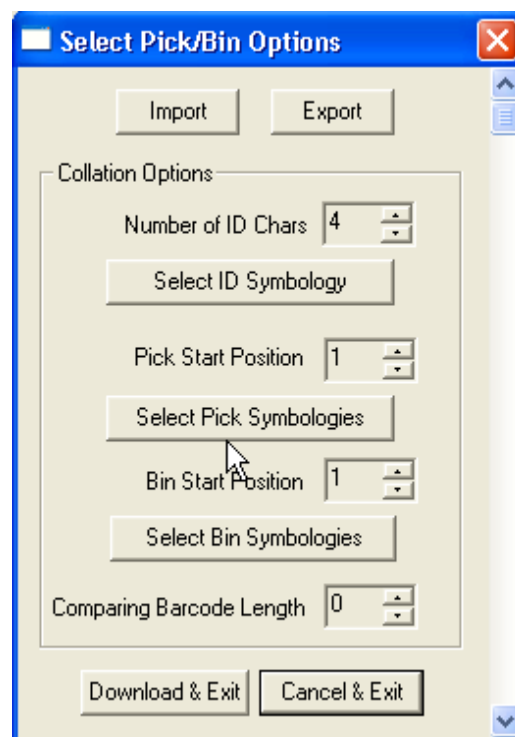 Select Pick/Bin Options
Import Export
Collation Options
Number of ID Chars 4
Select ID Symbology
Pick Start Position 1
Select Pick Symbologies
Bin Start Position 1
Select Bin Symbologies
Comparing Barcode Length 0
Download & Exit Cancel & Exit